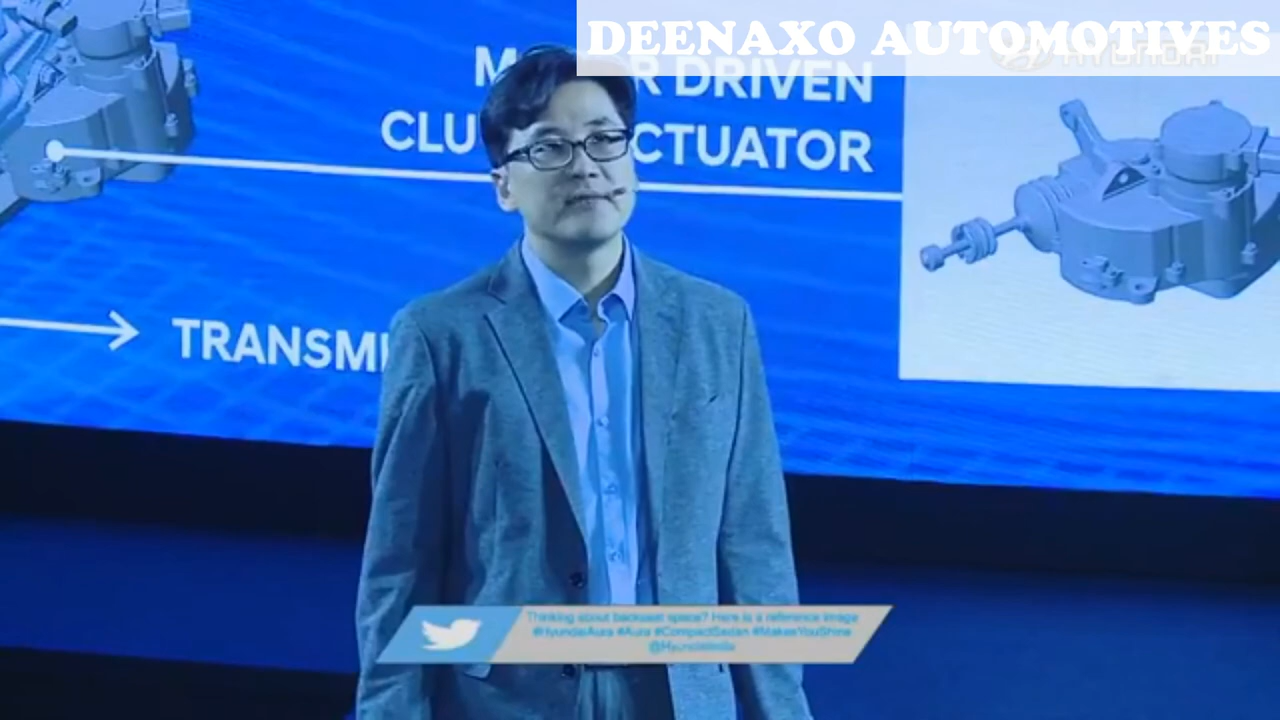 DEENAXO AUTOMOTIVES
HYUNDAI
DRIVEN
CLU CTUATOR
TRANSMI
Thinking about backseat space? Here is a reference image
#HyundaiAura #Aura #CompactSedan #MakesYouShine
@HyundaiIndia